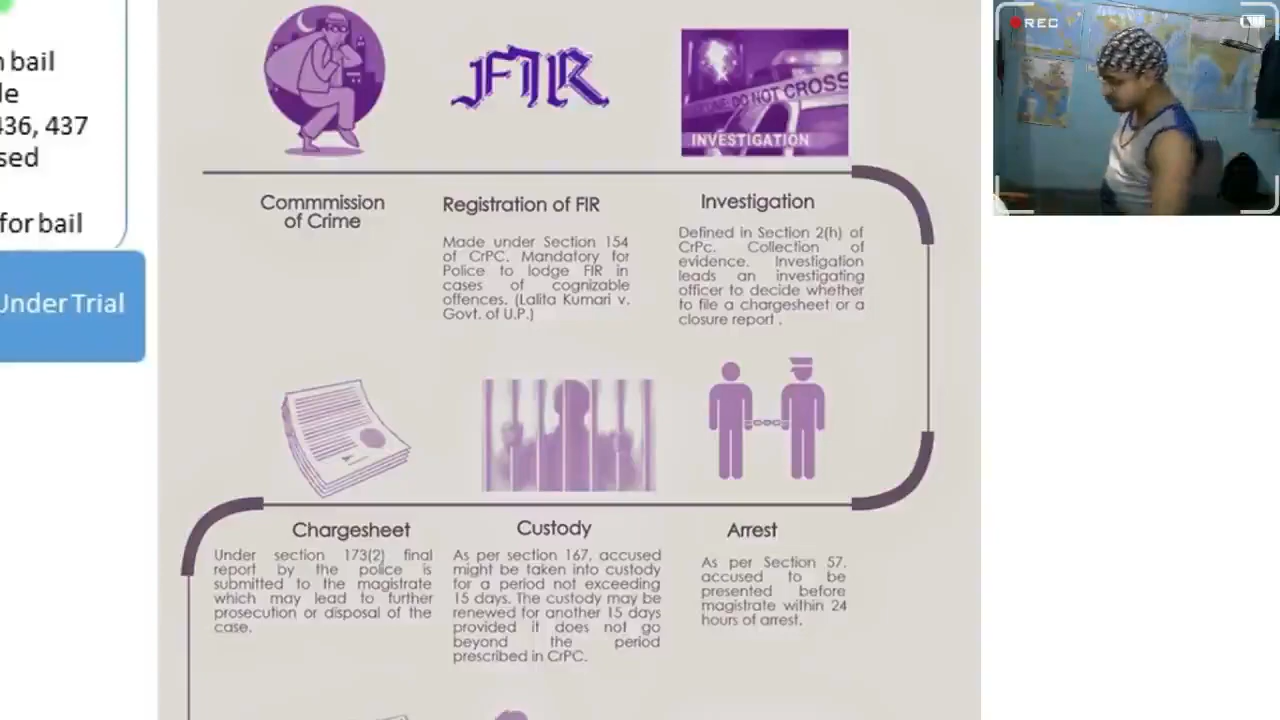 n bail
le
436, 437
sed
for bail
Under Trial
FIR
LINE DO NOT CROSS
INVESTIGATION
REC
Commmission
of Crime
Registration of FIR
Made under Section 154
of CrPC. Mandatory for
Police to lodge FIR in
cases of cognizable
offences. (Lalita Kumari v.
Govt. of U.P.)
Investigation
Defined in Section 2(h) of
CrPc. Collection of
evidence. Investigation
leads an investigating
officer to decide whether
to file a chargesheet or a
closure report .
Chargesheet
Under section 173(2) final
report by the police is
submitted to the magistrate
which may lead to further
prosecution or disposal of the
case.
Custody
As per section 167, accused
might be taken into custody
for a period not exceeding
15 days. The custody may be
renewed for another 15 days
provided it does not go
beyond the period
prescribed in CrPC.
Arrest
As per Section 57,
accused to be
presented before
magistrate within 24
hours of arrest.